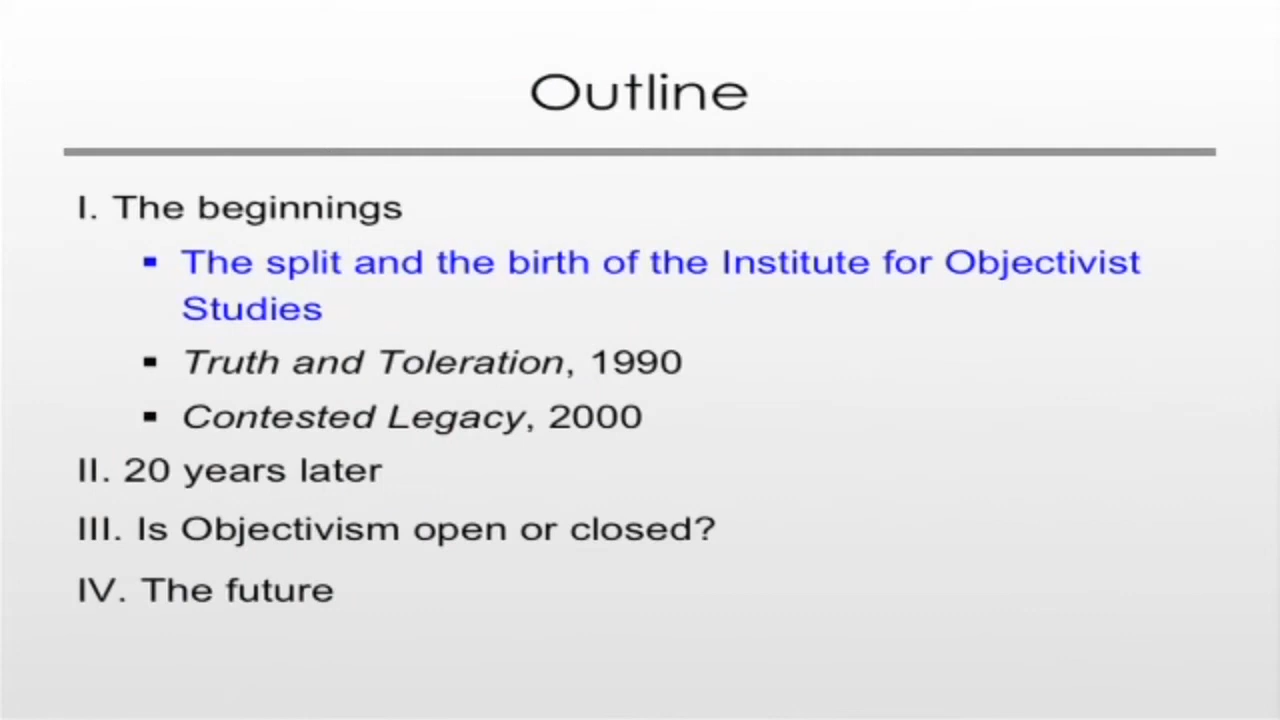 Outline
I. The beginnings
▪ The split and the birth of the Institute for Objectivist
Studies
▪ Truth and Toleration, 1990
▪ Contested Legacy, 2000
II. 20 years later
III. Is Objectivism open or closed?
IV. The future